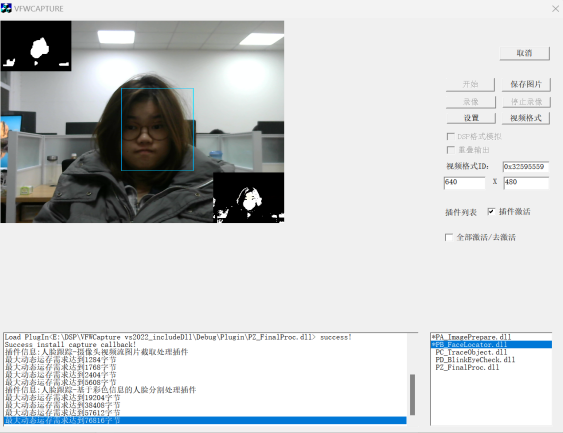 VFWCAPTURE
取消
开始
保存图片
录像
停止录像
设置
视频格式
DSP格式模拟
重叠输出
视频格式ID:
0x32595559
640
X
480
插件列表
插件激活
全部激活/去激活
Load PlugIn<E:\DSP\VFWCapture vs2022_includeDll\Debug\Plugin\PZ_FinalProc.dll> success!
Success install capture callback!
插件信息:人脸跟踪-摄像头视频流图片截取处理插件
最大动态运存需求达到1284字节
最大动态运存需求达到1768字节
最大动态运存需求达到2404字节
最大动态运存需求达到5608字节
插件信息:人脸跟踪-基于彩色信息的人脸分割处理插件
最大动态运存需求达到19204字节
最大动态运存需求达到38408字节
最大动态运存需求达到57612字节
最大动态运存需求达到76816字节
*PA_ImagePrepare.dll
*PB_FaceLocator.dll
PC_TraceObject.dll
PD_BlinkEyeCheck.dll
PZ_FinalProc.dll